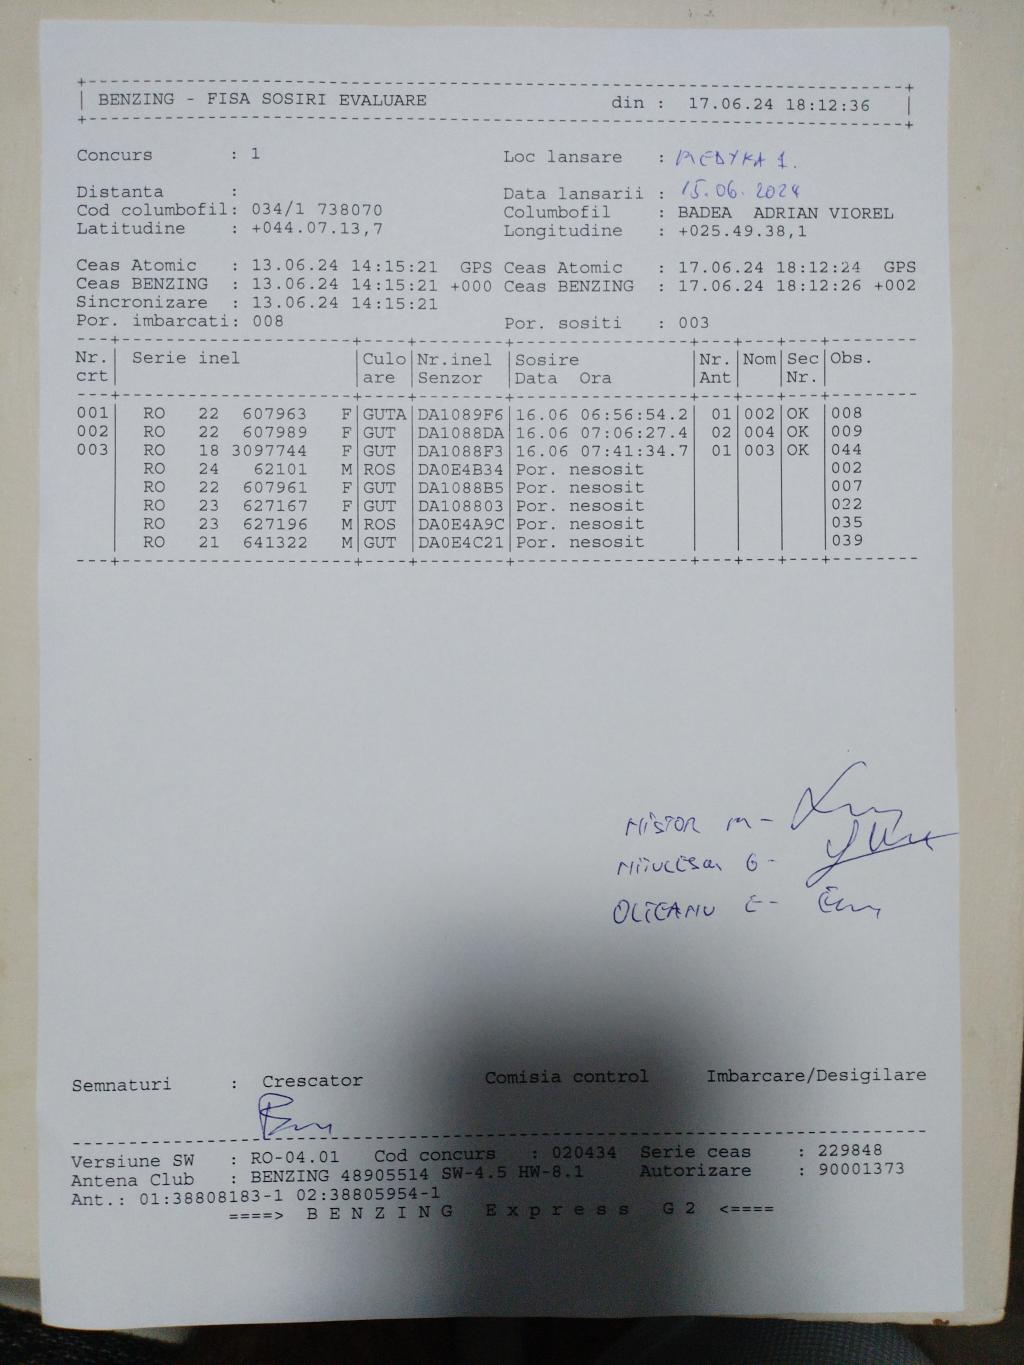 BENZING - FISA SOSIRI EVALUARE din : 17.06.24 18:12:36
Concurs : 1 Loc lansare : MEDYKA 1.
Distanta : Data lansarii : 15.06.2024
Cod columbofil: 034/1 738070 Columbofil : BADEA ADRIAN VIOREL
Latitudine : +044.07.13,7 Longitudine : +025.49.38,1
Ceas Atomic : 13.06.24 14:15:21 GPS Ceas Atomic : 17.06.24 18:12:24 GPS
Ceas BENZING : 13.06.24 14:15:21 +000 Ceas BENZING : 17.06.24 18:12:26 +002
Sincronizare : 13.06.24 14:15:21
Por. imbarcati: 008 Por. sositi : 003
Nr. Serie inel Culo Nr.inel Sosire Nr. Nom Sec Obs.
crt are Senzor Data Ora Ant Nr.
001 RO 22 607963 F GUTA DA1089F6 16.06 06:56:54.2 01 002 OK 008
002 RO 22 607989 F GUT DA1088DA 16.06 07:06:27.4 02 004 OK 009
003 RO 18 3097744 F GUT DA1088F3 16.06 07:41:34.7 01 003 OK 044
RO 24 62101 M ROS DA0E4B34 Por. nesosit 002
RO 22 607961 F GUT DA1088B5 Por. nesosit 007
RO 23 627167 F GUT DA108803 Por. nesosit 022
RO 23 627196 M ROS DA0E4A9C Por. nesosit 035
RO 21 641322 M GUT DA0E4C21 Por. nesosit 039
NISTOR M-
G-
OLTEANU E-
Semnaturi : Crescator Comisia control Imbarcare/Desigilare
Versiune SW : RO-04.01 Cod concurs : 020434 Serie ceas : 229848
Antena Club : BENZING 48905514 SW-4.5 HW-8.1 Autorizare : 90001373
Ant.: 01:38808183-1 02:38805954-1
====> B E N Z I N G E x p r e s s G 2 <====